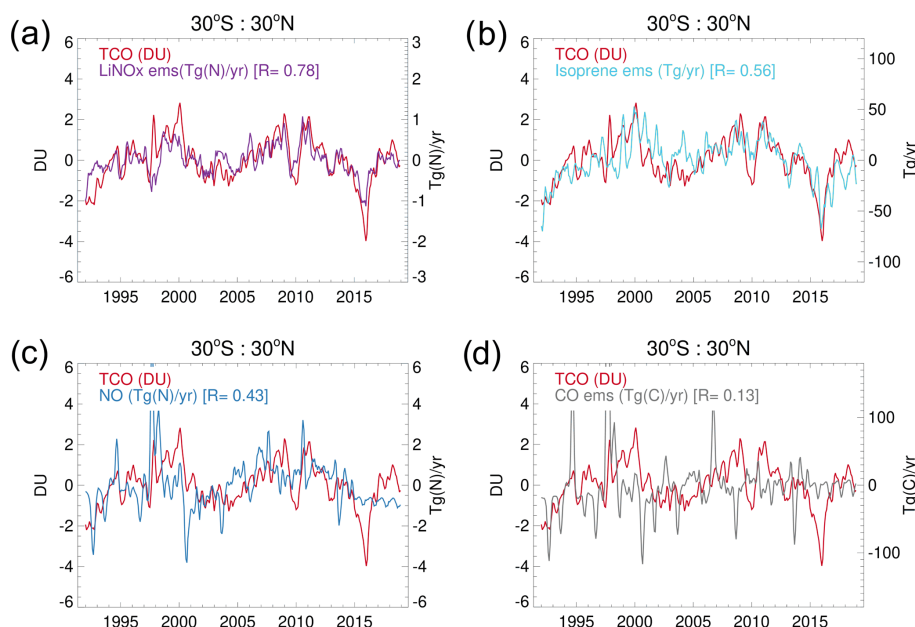 (a)
30°S : 30°N
TCO (DU)
LiNOx ems(Tg(N)/yr) [R= 0.78]
DU
6
4
2
0
-2
-4
-6
3
2
1
0
-1
-2
-3
Tg(N)/yr
1995 2000 2005 2010 2015
(b)
30°S : 30°N
TCO (DU)
Isoprene ems (Tg/yr) [R= 0.56]
DU
6
4
2
0
-2
-4
-6
100
50
0
-50
-100
Tg/yr
1995 2000 2005 2010 2015
(c)
30°S : 30°N
TCO (DU)
NO (Tg(N)/yr) [R= 0.43]
DU
6
4
2
0
-2
-4
-6
6
4
2
0
-2
-4
-6
Tg(N)/yr
1995 2000 2005 2010 2015
(d)
30°S : 30°N
TCO (DU)
CO ems (Tg(C)/yr) [R= 0.13]
DU
6
4
2
0
-2
-4
-6
100
0
-100
Tg(C)/yr
1995 2000 2005 2010 2015